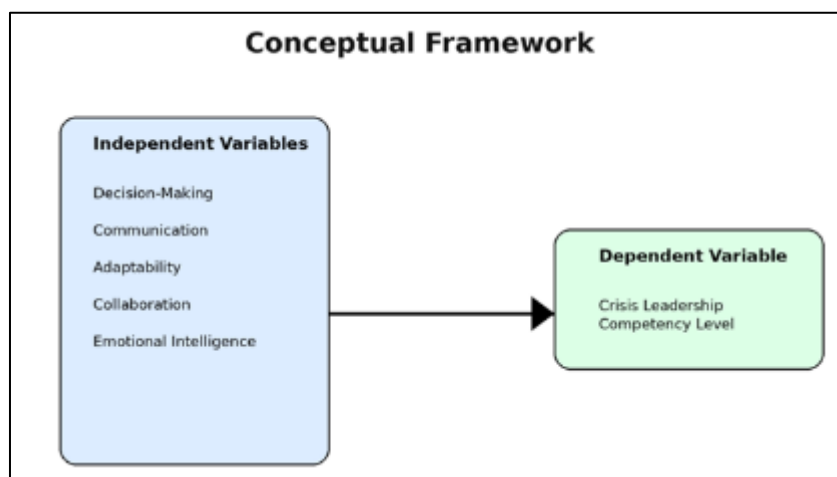 Conceptual Framework
Independent Variables
Decision-Making
Communication
Adaptability
Collaboration
Emotional Intelligence
Dependent Variable
Crisis Leadership
Competency Level